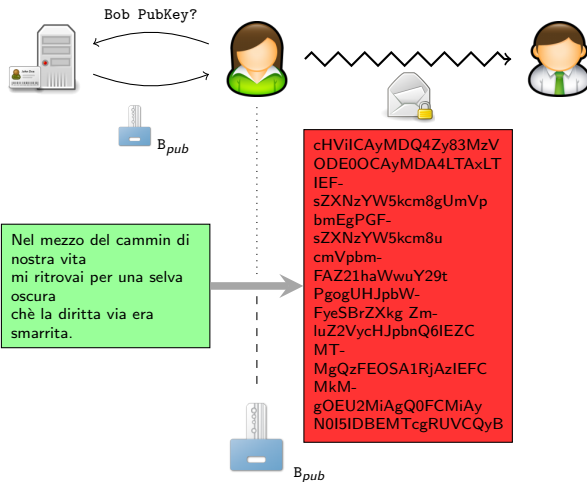 Bob PubKey?
John Doe
B_pub
Nel mezzo del cammin di
nostra vita
mi ritrovai per una selva
oscura
chè la diritta via era
smarrita.
cHViICAyMDQ4Zy83MzV
ODE0OCAyMDA4LTAxLT
IEF-
sZXNzYW5kcm8gUmVp
bmEgPGF-
sZXNzYW5kcm8u
cmVpbm-
FAZ21haWwuY29t
PgogUHJpbW-
FyeSBrZXkg Zm-
luZ2VycHJpbnQ6IEZC
MT-
MgQzFEOSA1RjAzIEFC
MkM-
gOEU2MiAgQ0FCMiAy
N0I5IDBEMTcgRUVCQyB
B_pub